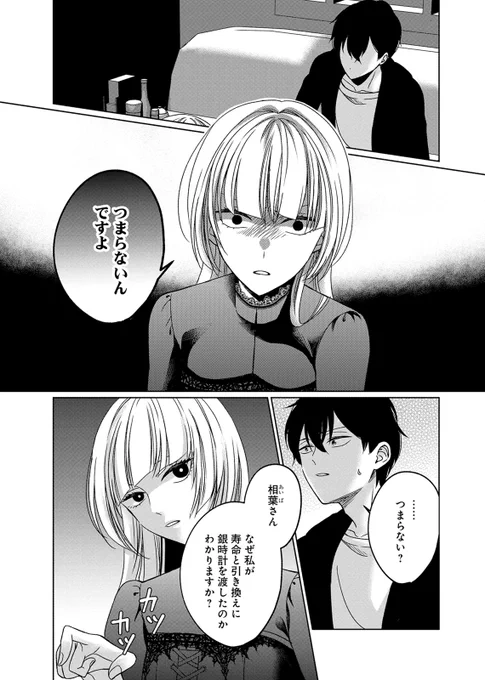 つまらないん
ですよ
……
つまらない？
相葉さん
あいば
なぜ私が
寿命と引き換えに
銀時計を渡したのか
わかりますか？
カッ
カッ